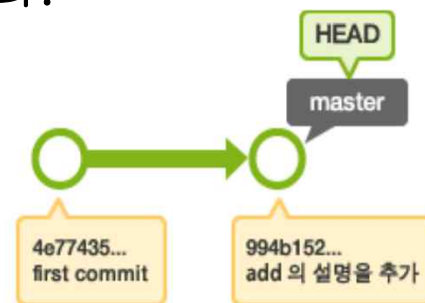 HEAD
master
4e77435...
first commit
994b152...
add 의 설명을 추가